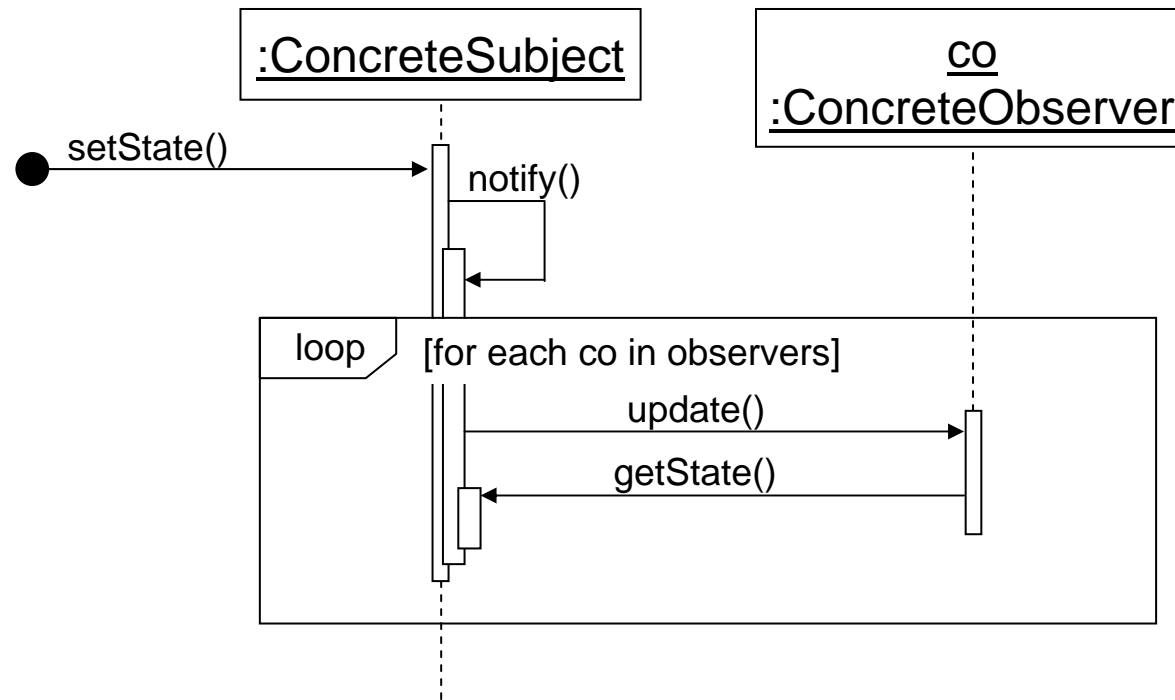 :ConcreteSubject
co
:ConcreteObserver
setState()
notify()
loop
[for each co in observers]
update()
getState()